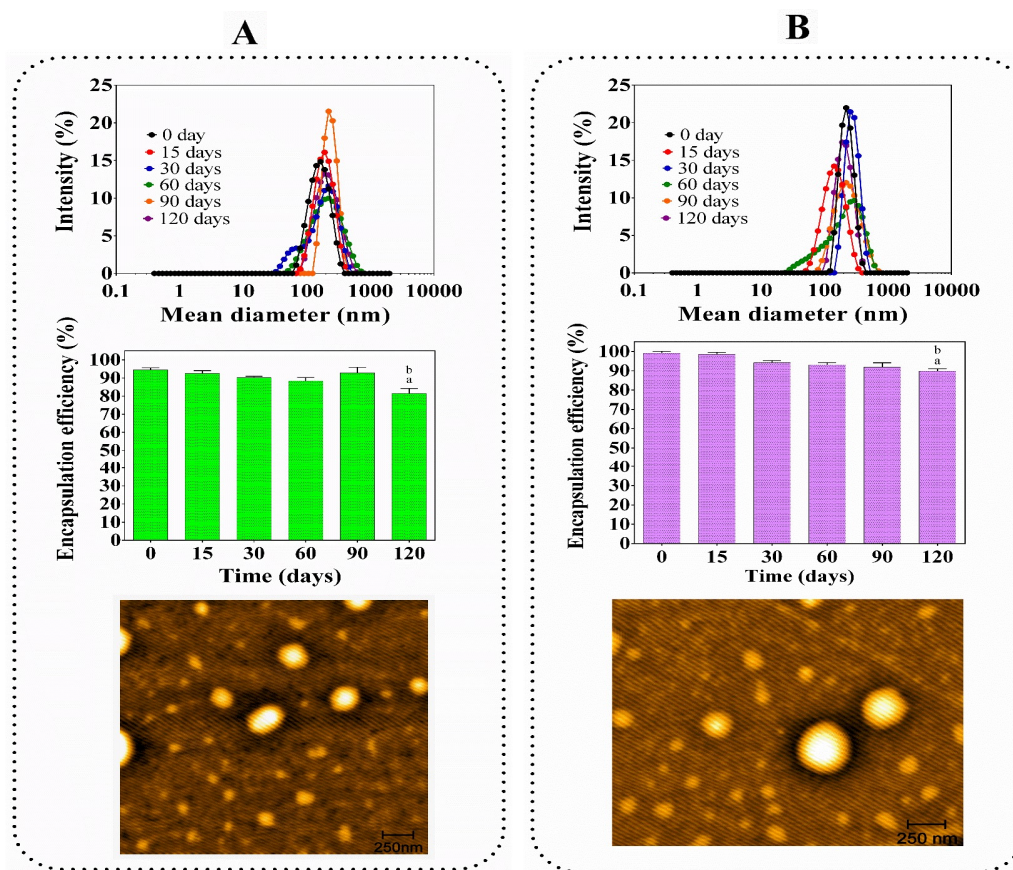 A
25
20
15
10
5
0
Intensity (%)
0 day
15 days
30 days
60 days
90 days
120 days
0.1 1 10 100 1000 10000
Mean diameter (nm)
100
90
80
70
60
50
40
30
20
10
0
Encapsulation efficiency (%)
b
a
0 15 30 60 90 120
Time (days)
250nm
B
25
20
15
10
5
0
Intensity (%)
0 day
15 days
30 days
60 days
90 days
120 days
0.1 1 10 100 1000 10000
Mean diameter (nm)
100
90
80
70
60
50
40
30
20
10
0
Encapsulation efficiency (%)
b
a
0 15 30 60 90 120
Time (days)
250 nm